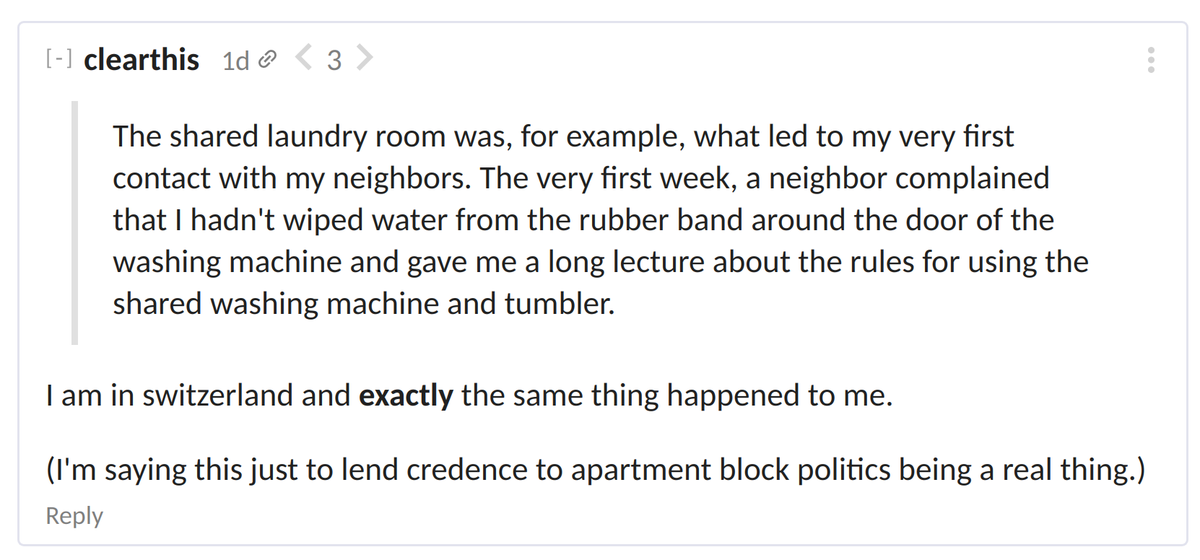 [-] clearthis 1d 3
The shared laundry room was, for example, what led to my very first
contact with my neighbors. The very first week, a neighbor complained
that I hadn't wiped water from the rubber band around the door of the
washing machine and gave me a long lecture about the rules for using the
shared washing machine and tumbler.
I am in switzerland and exactly the same thing happened to me.
(I'm saying this just to lend credence to apartment block politics being a real thing.)
Reply